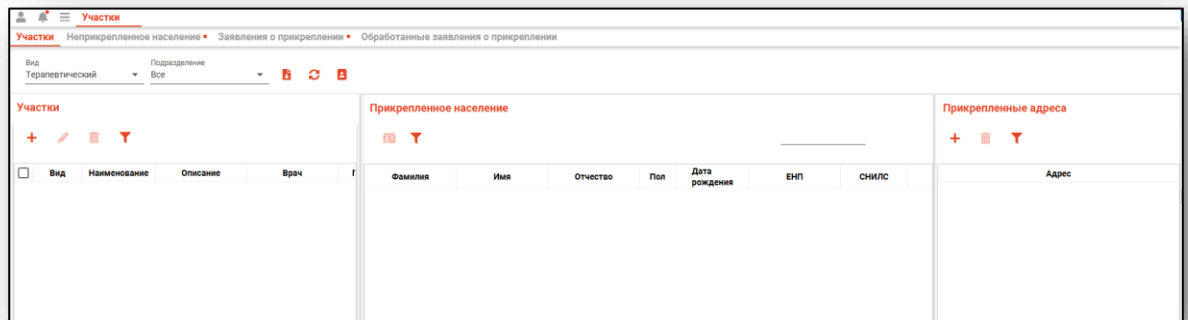 Участки
Участки Неприкрепленное население Заявления о прикреплении Обработанные заявления о прикреплении
Вид Подразделение
Терапевтический Все
Участки Прикрепленное население Прикрепленные адреса
Вид Наименование Описание Врач
Фамилия Имя Отчество Пол Дата рождения ЕНП СНИЛС
Адрес